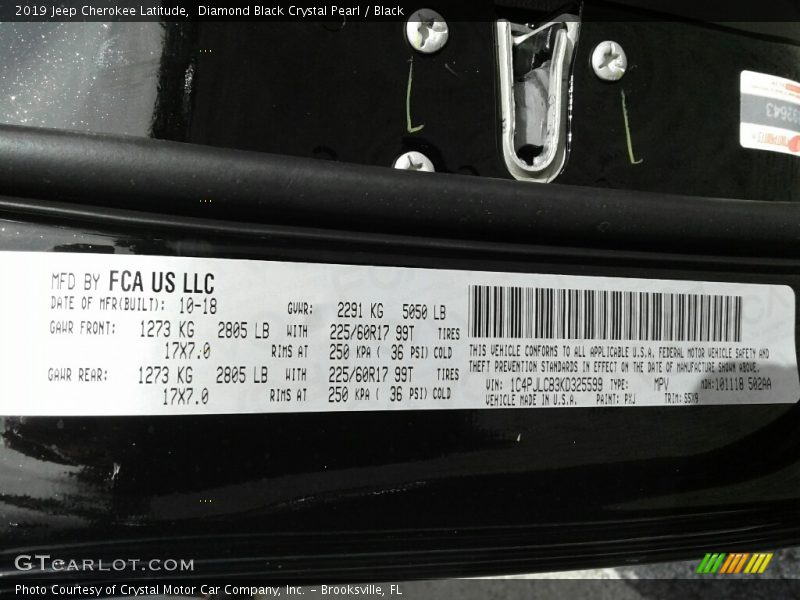 2019 Jeep Cherokee Latitude, Diamond Black Crystal Pearl / Black
MFD BY FCA US LLC
DATE OF MFR(BUILT): 10-18 GVWR: 2291 KG 5050 LB
GAWR FRONT: 1273 KG 2805 LB WITH 225/60R17 99T TIRES
17X7.0 RIMS AT 250 KPA ( 36 PSI) COLD
GAWR REAR: 1273 KG 2805 LB WITH 225/60R17 99T TIRES
17X7.0 RIMS AT 250 KPA ( 36 PSI) COLD
THIS VEHICLE CONFORMS TO ALL APPLICABLE U.S.A. FEDERAL MOTOR VEHICLE SAFETY AND
THEFT PREVENTION STANDARDS IN EFFECT ON THE DATE OF MANUFACTURE SHOWN ABOVE.
VIN: 1C4PJLCB3KD325599 TYPE: MPV MDH:101118 502AA
VEHICLE MADE IN U.S.A. PAINT: PXJ TRIM: S5X9
GTcarlot.com
Photo Courtesy of Crystal Motor Car Company, Inc. – Brooksville, FL